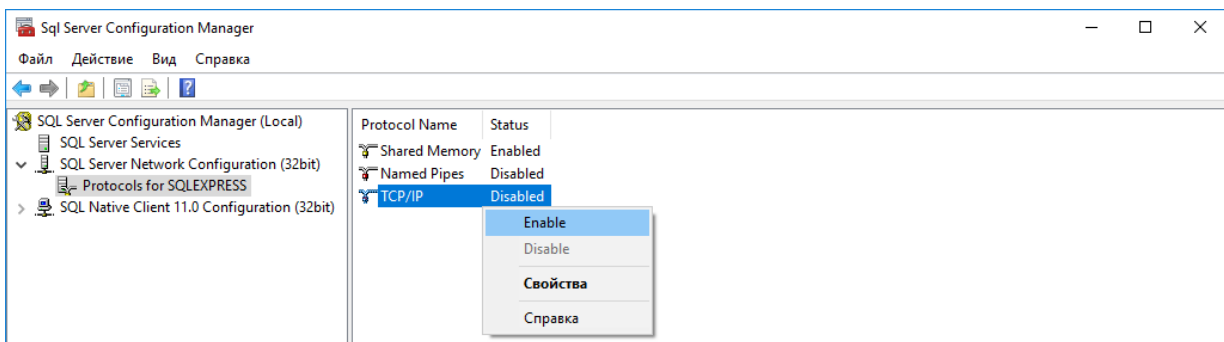 Sql Server Configuration Manager
Файл Действие Вид Справка
SQL Server Configuration Manager (Local)
SQL Server Services
SQL Server Network Configuration (32bit)
Protocols for SQLEXPRESS
SQL Native Client 11.0 Configuration (32bit)
Protocol Name Status
Shared Memory Enabled
Named Pipes Disabled
TCP/IP Disabled
Enable
Disable
Свойства
Справка